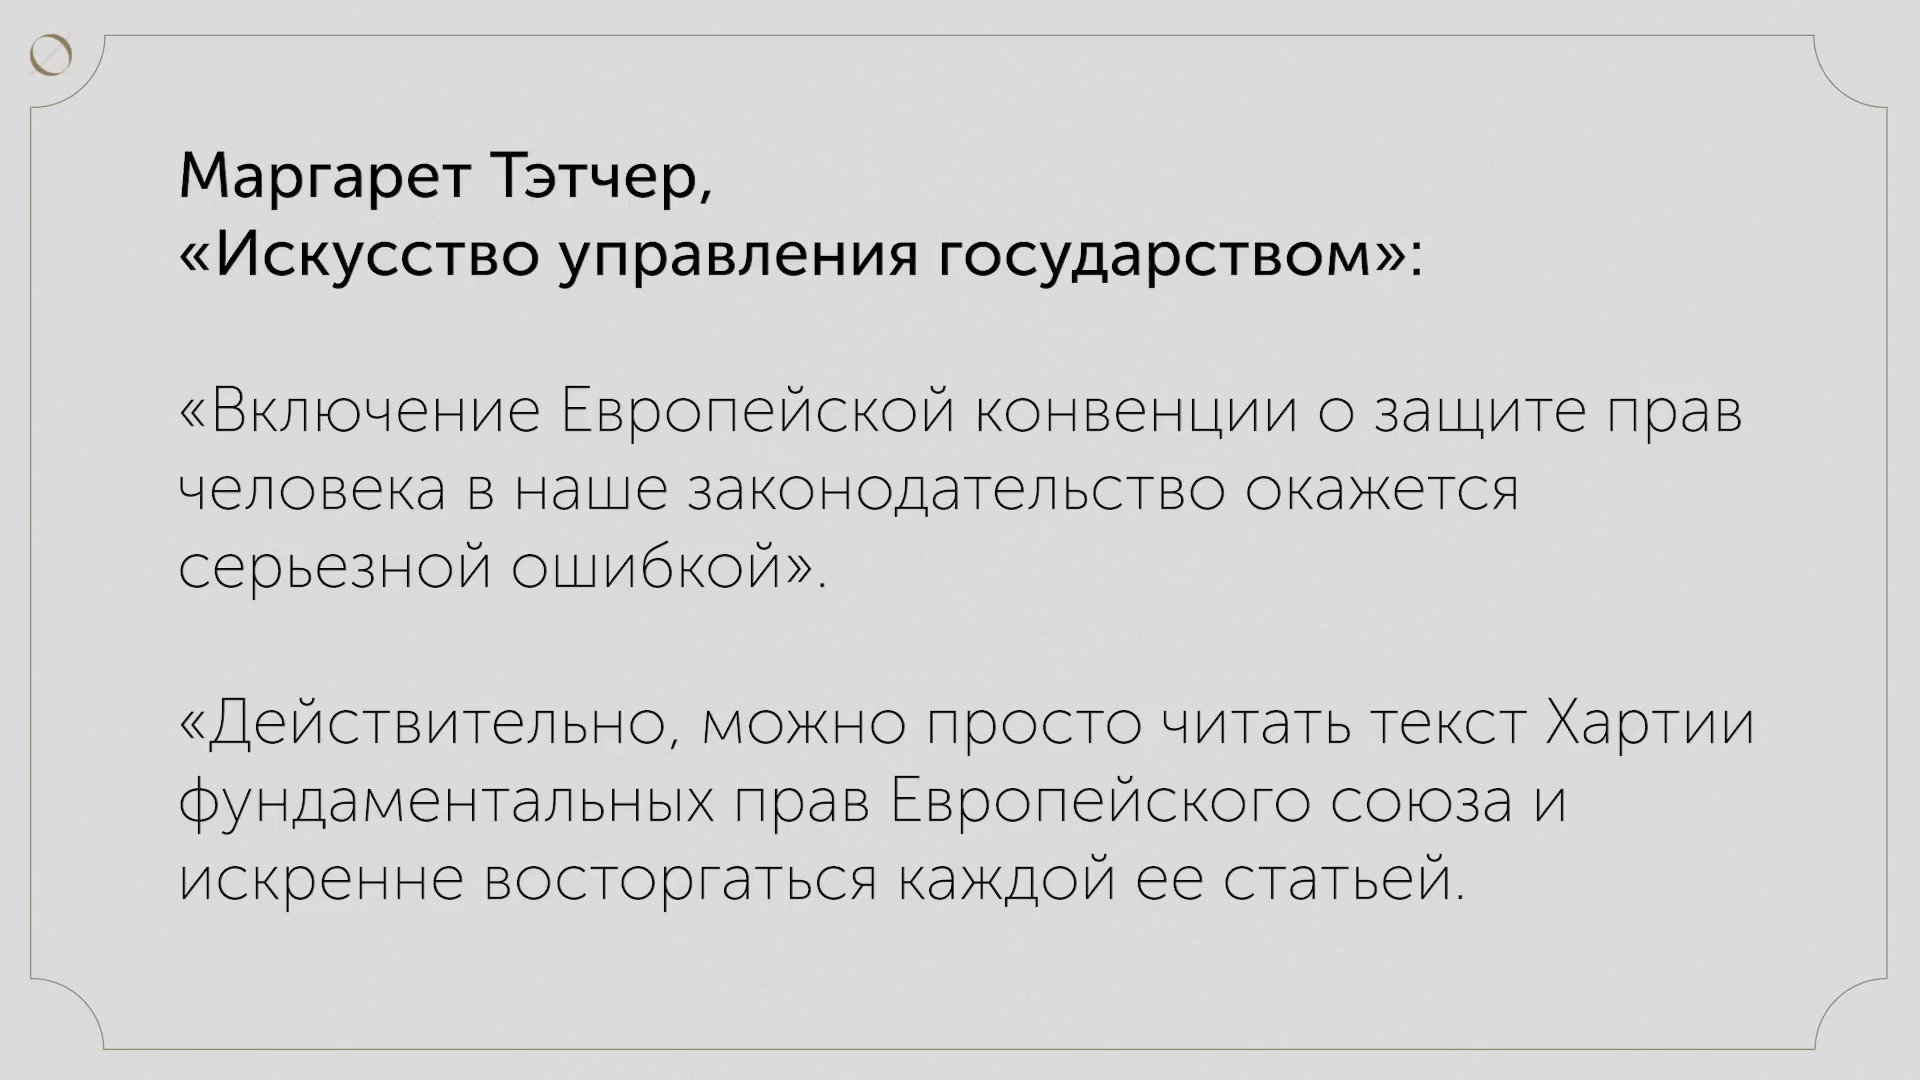 Маргарет Тэтчер,
«Искусство управления государством»:
«Включение Европейской конвенции о защите прав
человека в наше законодательство окажется
серьезной ошибкой».
«Действительно, можно просто читать текст Хартии
фундаментальных прав Европейского союза и
искренне восторгаться каждой ее статьей.